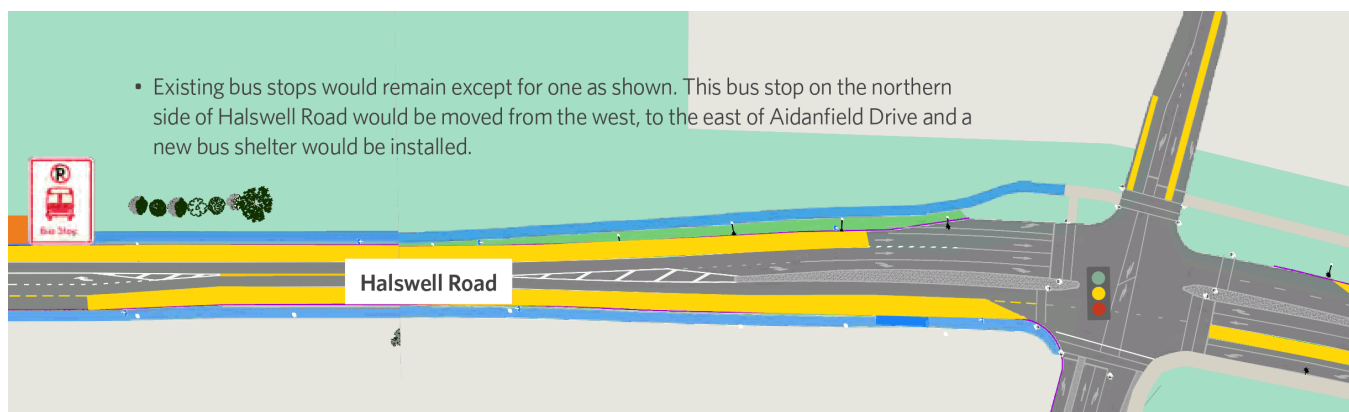 • Existing bus stops would remain except for one as shown. This bus stop on the northern
side of Halswell Road would be moved from the west, to the east of Aidanfield Drive and a
new bus shelter would be installed.
P
Bus Stop
Halswell Road